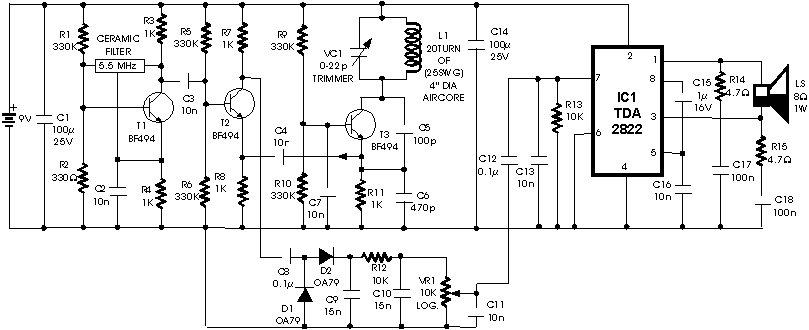 9V
C1
100µ
25V
R1
330K
CERAMIC
FILTER
5.5 MHz
R2
330Ω
C2
10n
R3
1K
T1
BF494
R4
1K
C3
10n
R5
330K
R6
330K
R7
1K
T2
BF494
R8
1K
C4
10n
R9
330K
R10
330K
C7
10n
VC1
0-22p
TRIMMER
L1
20TURN
OF
(25SWG)
4" DIA
AIRCORE
T3
BF494
R11
1K
C5
100p
C6
470p
C14
100µ
25V
C8
0.1µ
D1
OA79
D2
OA79
C9
15n
R12
10K
C10
15n
VR1
10K
LOG.
C11
10n
C12
0.1µ
C13
10n
R13
10K
IC1
TDA
2822
2
7
6
4
1
8
3
5
C15
1µ
16V
C16
10n
R14
4.7Ω
C17
100n
R15
4.7Ω
C18
100n
LS
8Ω
1W